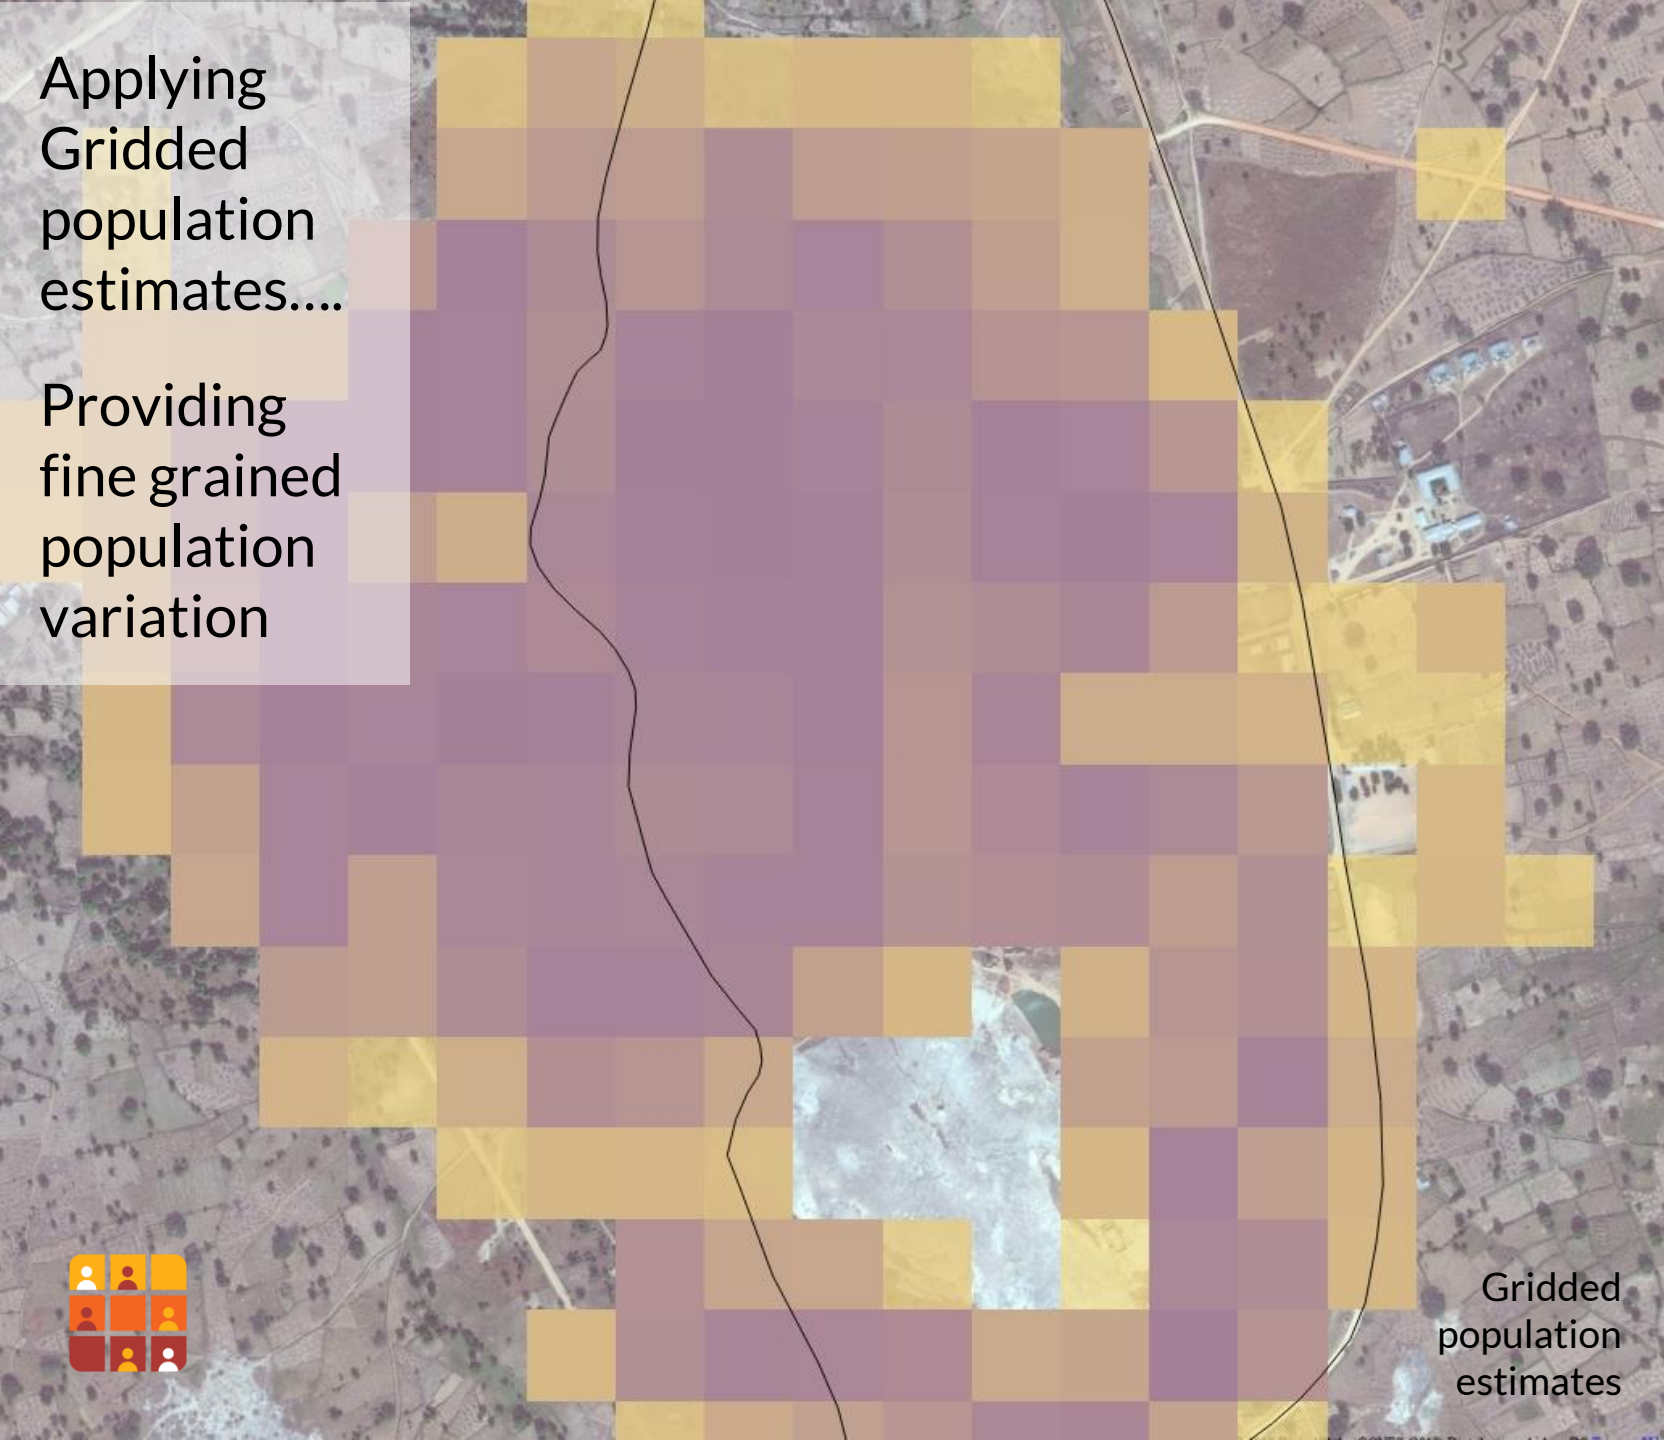 Applying
Gridded
population
estimates....
Providing
fine grained
population
variation
Gridded
population
estimates